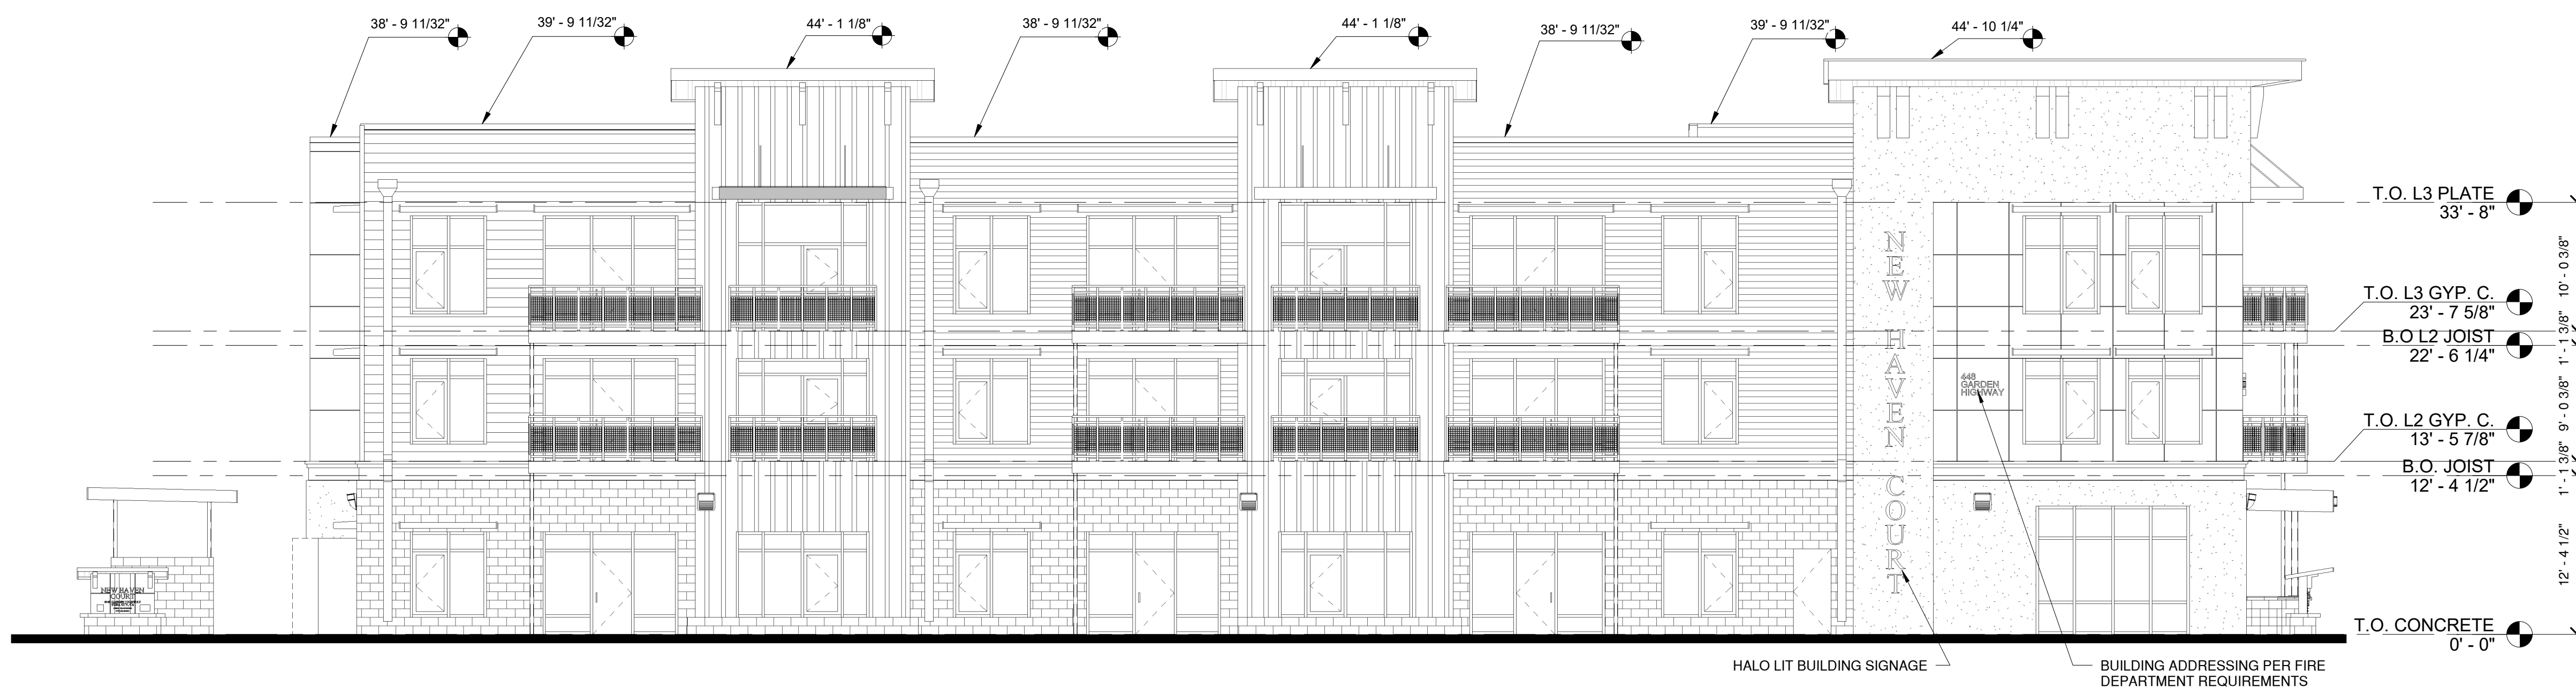 38' - 9 11/32"
39' - 9 11/32"
44' - 1 1/8"
38' - 9 11/32"
44' - 1 1/8"
38' - 9 11/32"
39' - 9 11/32"
44' - 10 1/4"
T.O. L3 PLATE
33' - 8"
10' - 0 3/8"
T.O. L3 GYP. C.
23' - 7 5/8"
1' - 1 3/8"
B.O L2 JOIST
22' - 6 1/4"
9' - 0 3/8"
T.O. L2 GYP. C.
13' - 5 7/8"
1' - 1 3/8"
B.O. JOIST
12' - 4 1/2"
12' - 4 1/2"
T.O. CONCRETE
0' - 0"
NEW HAVEN COURT
448
GARDEN
HIGHWAY
NEW HAVEN
COURT
HALO LIT BUILDING SIGNAGE
BUILDING ADDRESSING PER FIRE
DEPARTMENT REQUIREMENTS